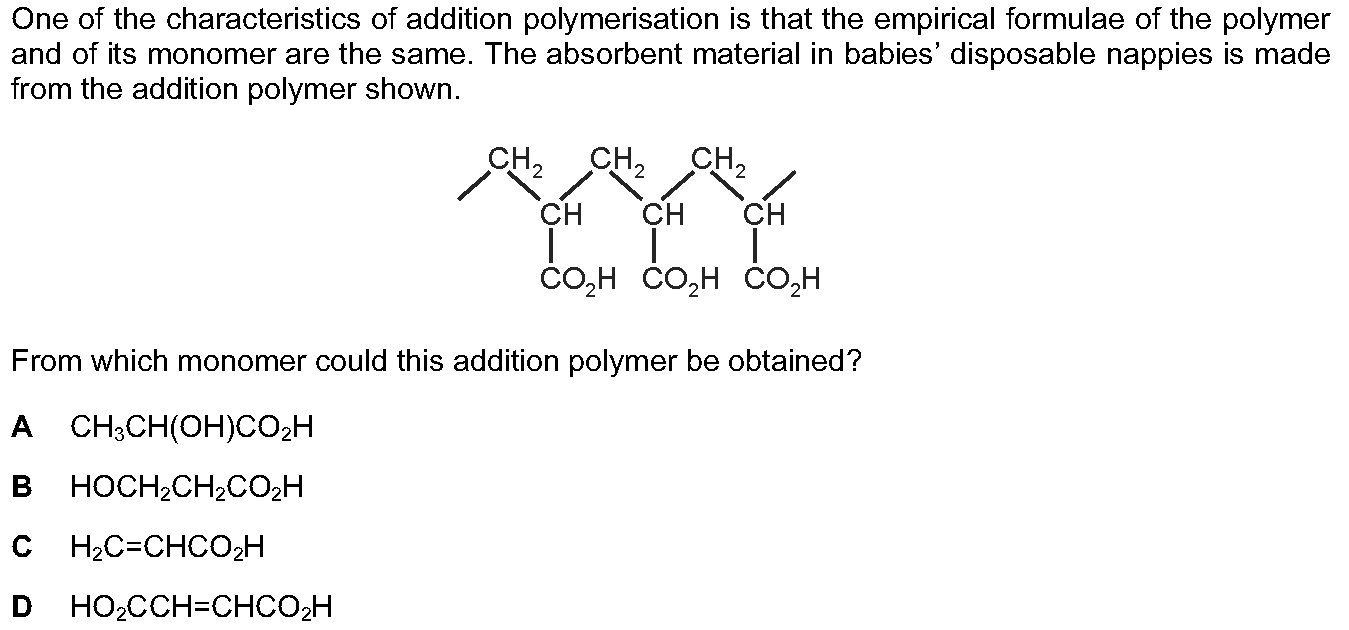 One of the characteristics of addition polymerisation is that the empirical formulae of the polymer
and of its monomer are the same. The absorbent material in babies’ disposable nappies is made
from the addition polymer shown.
CH₂ CH₂ CH₂
CH CH CH
CO₂H CO₂H CO₂H
From which monomer could this addition polymer be obtained?
A CH₃CH(OH)CO₂H
B HOCH₂CH₂CO₂H
C H₂C=CHCO₂H
D HO₂CCH=CHCO₂H